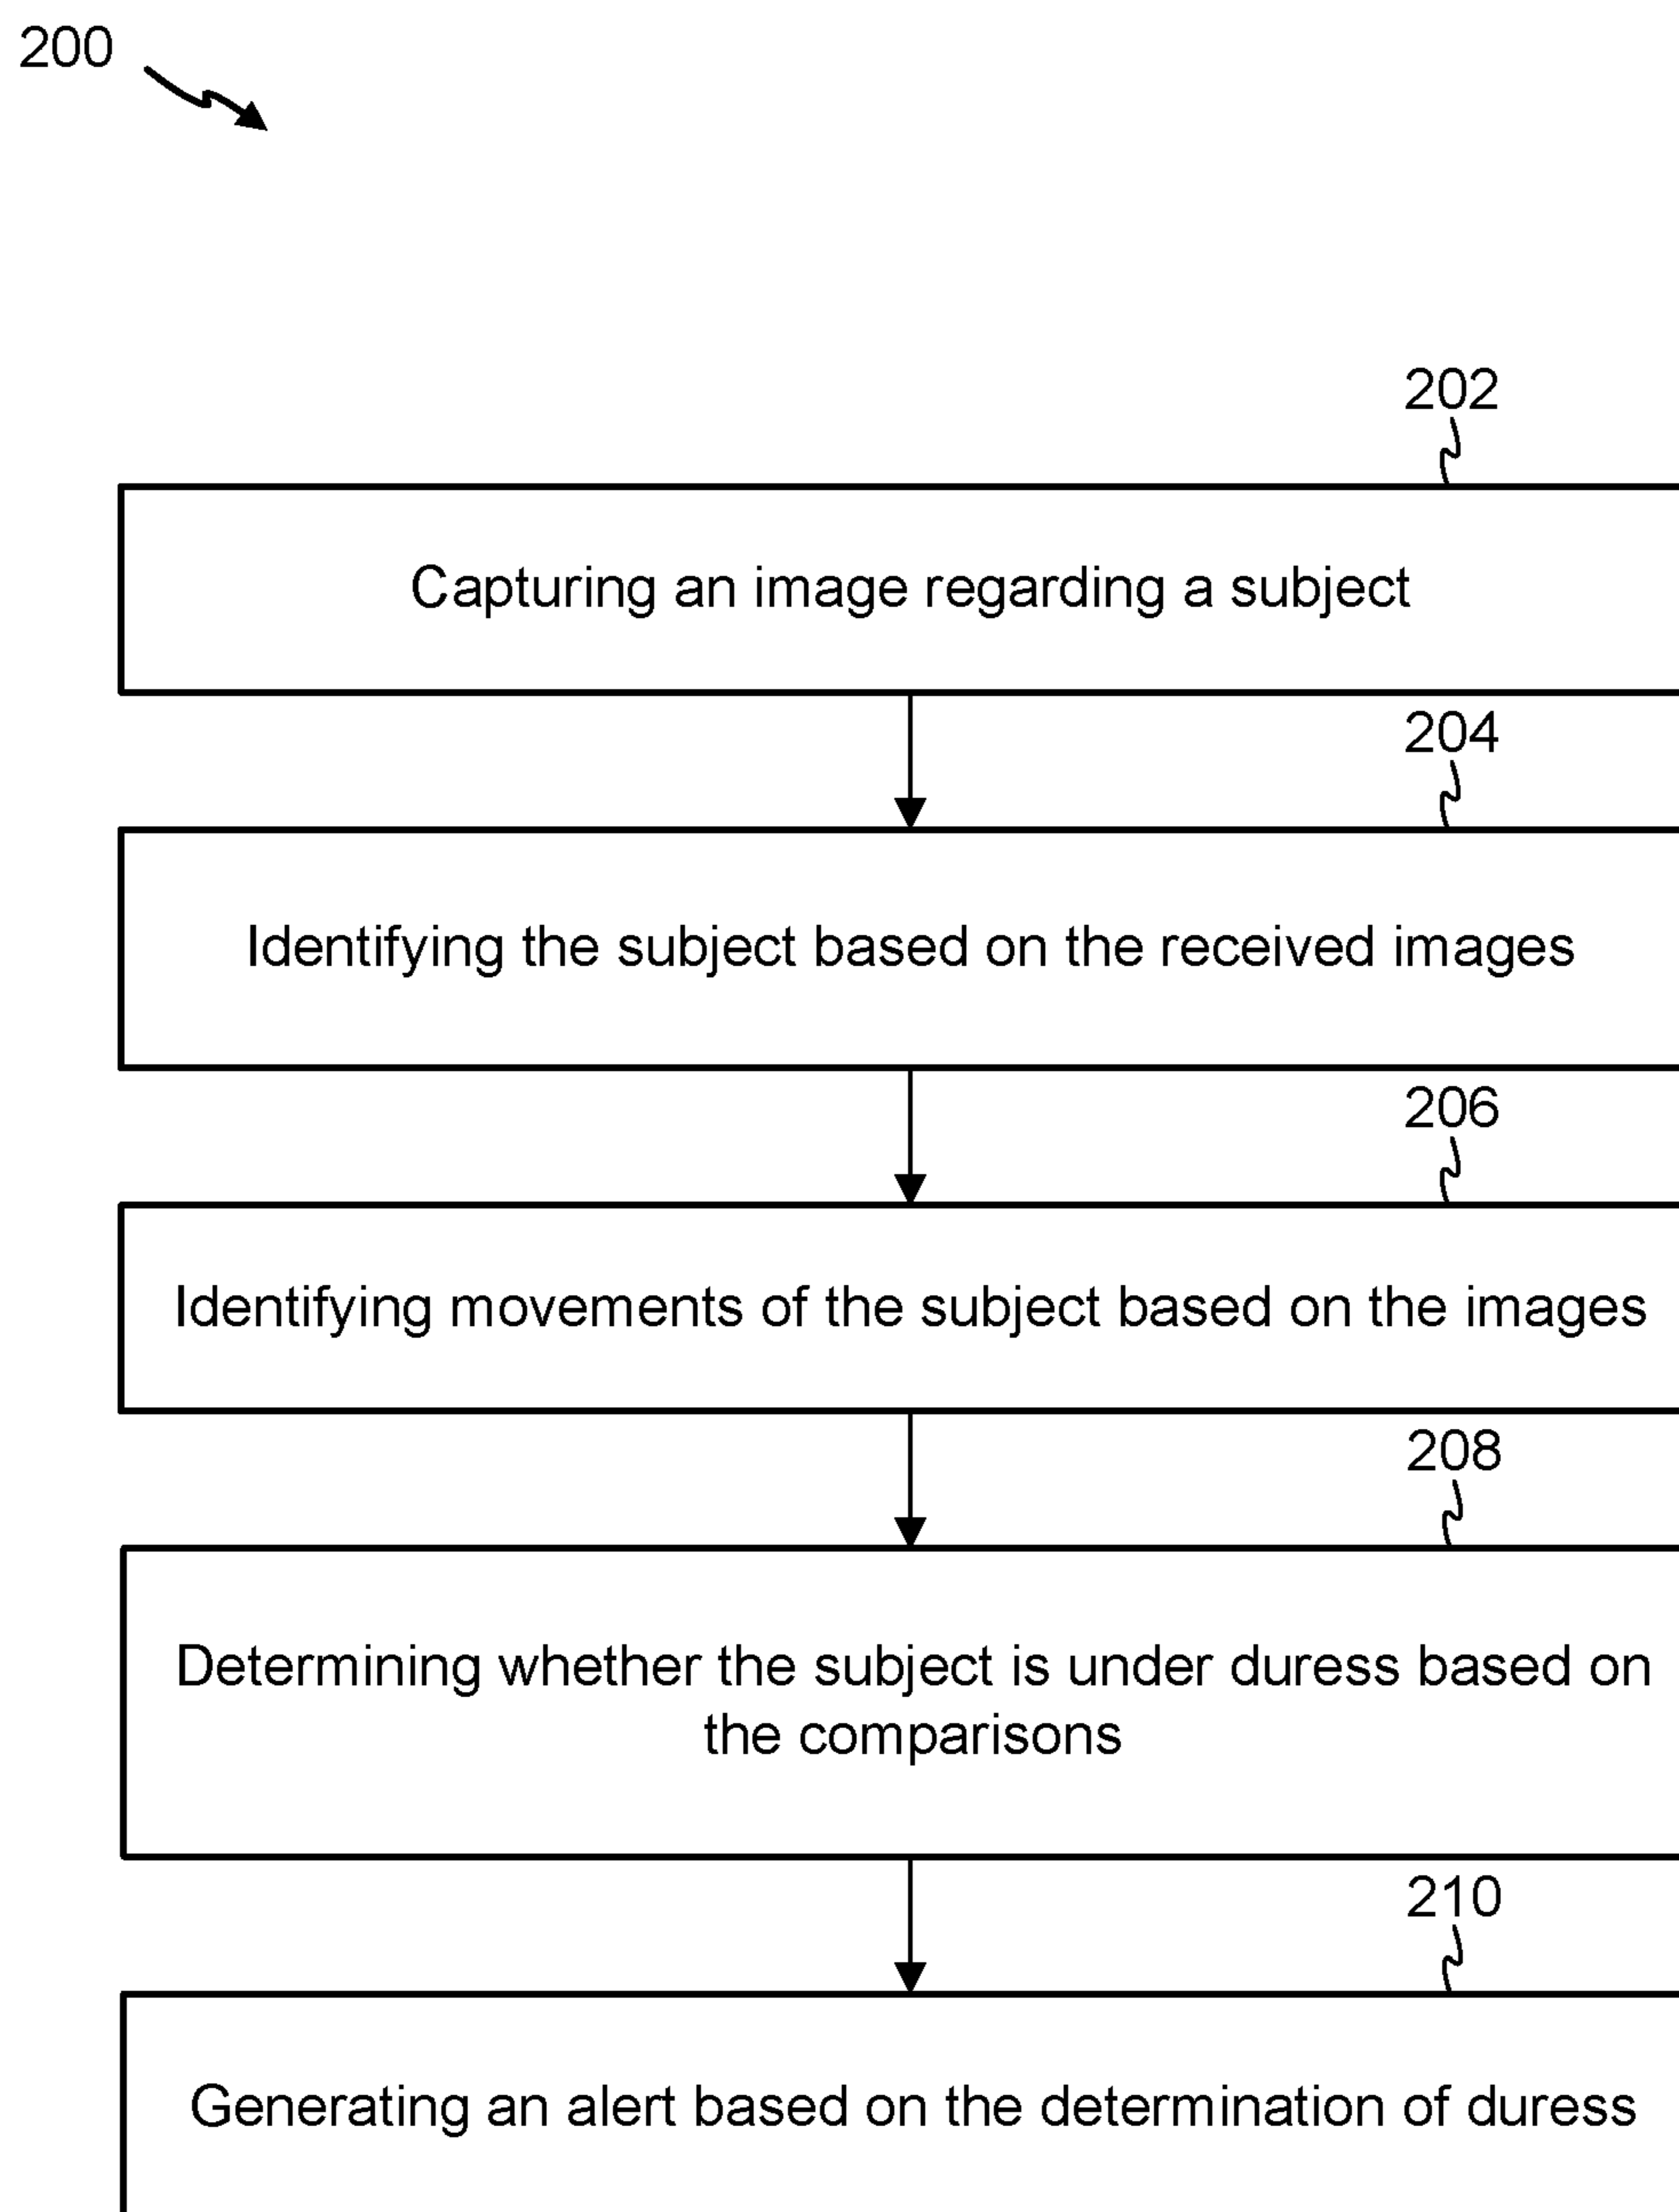 200
202
Capturing an image regarding a subject
204
Identifying the subject based on the received images
206
Identifying movements of the subject based on the images
208
Determining whether the subject is under duress based on
the comparisons
210
Generating an alert based on the determination of duress